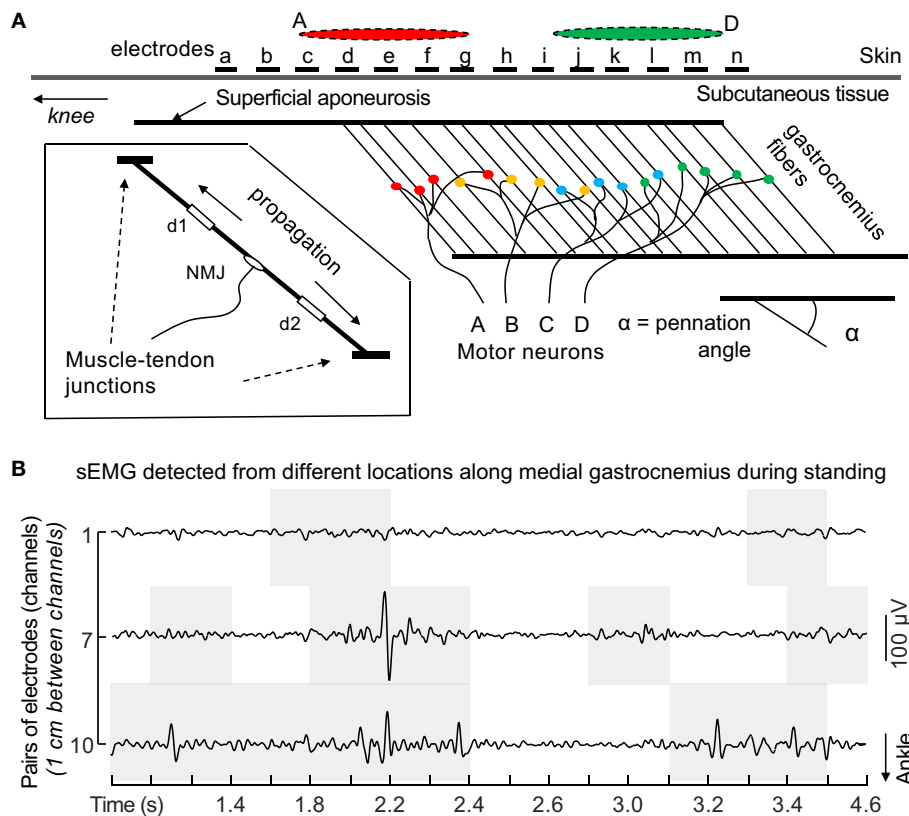 A
A D
electrodes a b c d e f g h i j k l m n Skin
knee Superficial aponeurosis Subcutaneous tissue
gastrocnemius
fibers
propagation
d1
NMJ
d2
Muscle-tendon
junctions
A B C D
Motor neurons
α = pennation
angle
α
B sEMG detected from different locations along medial gastrocnemius during standing
Pairs of electrodes (channels)
(1 cm between channels)
1
7
10
100 μV
Ankle
Time (s) 1.4 1.8 2.2 2.4 2.6 3.0 3.2 3.4 4.6